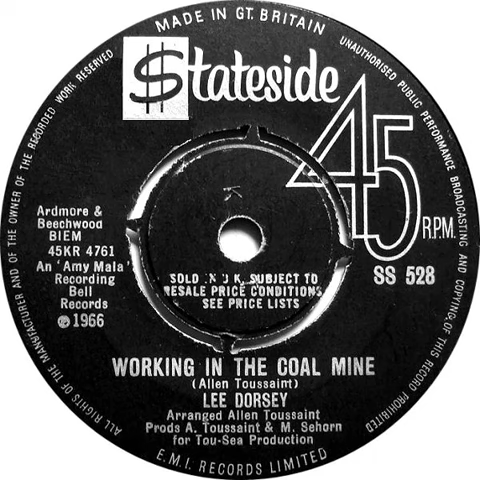 MADE IN GT. BRITAIN
$tateside
45
R.P.M.
SS 528
Ardmore &
Beechwood
BIEM
45KR 4761
An 'Amy Mala
Recording
Bell
Records
℗ 1966
K
SOLD IN U.K. SUBJECT TO
RESALE PRICE CONDITIONS
SEE PRICE LISTS
WORKING IN THE COAL MINE
(Allen Toussaint)
LEE DORSEY
Arranged Allen Toussaint
Prods A. Toussaint & M. Sehorn
for Tou-Sea Production
E.M.I. RECORDS LIMITED
ALL RIGHTS OF THE MANUFACTURER AND OF THE OWNER OF THE RECORDED WORK RESERVED
UNAUTHORISED PUBLIC PERFORMANCE BROADCASTING AND COPYING OF THIS RECORD PROHIBITED